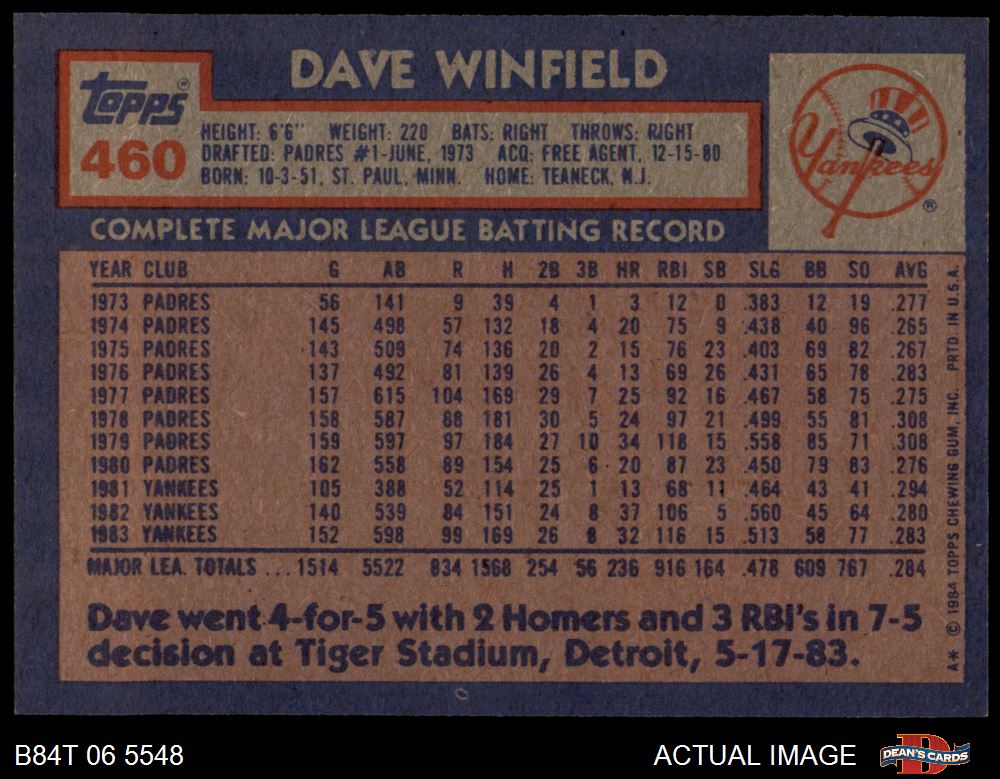 DAVE WINFIELD
Topps®
460
HEIGHT: 6'6" WEIGHT: 220 BATS: RIGHT THROWS: RIGHT
DRAFTED: PADRES #1-JUNE, 1973 ACQ: FREE AGENT, 12-15-80
BORN: 10-3-51, ST. PAUL, MINN. HOME: TEANECK, N.J.
Yankees
®
COMPLETE MAJOR LEAGUE BATTING RECORD
YEAR CLUB G AB R H 2B 3B HR RBI SB SLG BB SO AVG
1973 PADRES 56 141 9 39 4 1 3 12 0 .383 12 19 .277
1974 PADRES 145 498 57 132 18 4 20 75 9 .438 40 96 .265
1975 PADRES 143 509 74 136 20 2 15 76 23 .403 69 82 .267
1976 PADRES 137 492 81 139 26 4 13 69 26 .431 65 78 .283
1977 PADRES 157 615 104 169 29 7 25 92 16 .467 58 75 .275
1978 PADRES 158 587 88 181 30 5 24 97 21 .499 55 81 .308
1979 PADRES 159 597 97 184 27 10 34 118 15 .558 85 71 .308
1980 PADRES 162 558 89 154 25 6 20 87 23 .450 79 83 .276
1981 YANKEES 105 388 52 114 25 1 13 68 11 .464 43 41 .294
1982 YANKEES 140 539 84 151 24 8 37 106 5 .560 45 64 .280
1983 YANKEES 152 598 99 169 26 8 32 116 15 .513 58 77 .283
MAJOR LEA. TOTALS ... 1514 5522 834 1568 254 56 236 916 164 .478 609 767 .284
Dave went 4-for-5 with 2 Homers and 3 RBI's in 7-5
decision at Tiger Stadium, Detroit, 5-17-83.
A* © 1984 TOPPS CHEWING GUM, INC. PRTD. IN U.S.A.
B84T 06 5548
ACTUAL IMAGE
DEAN'S CARDS